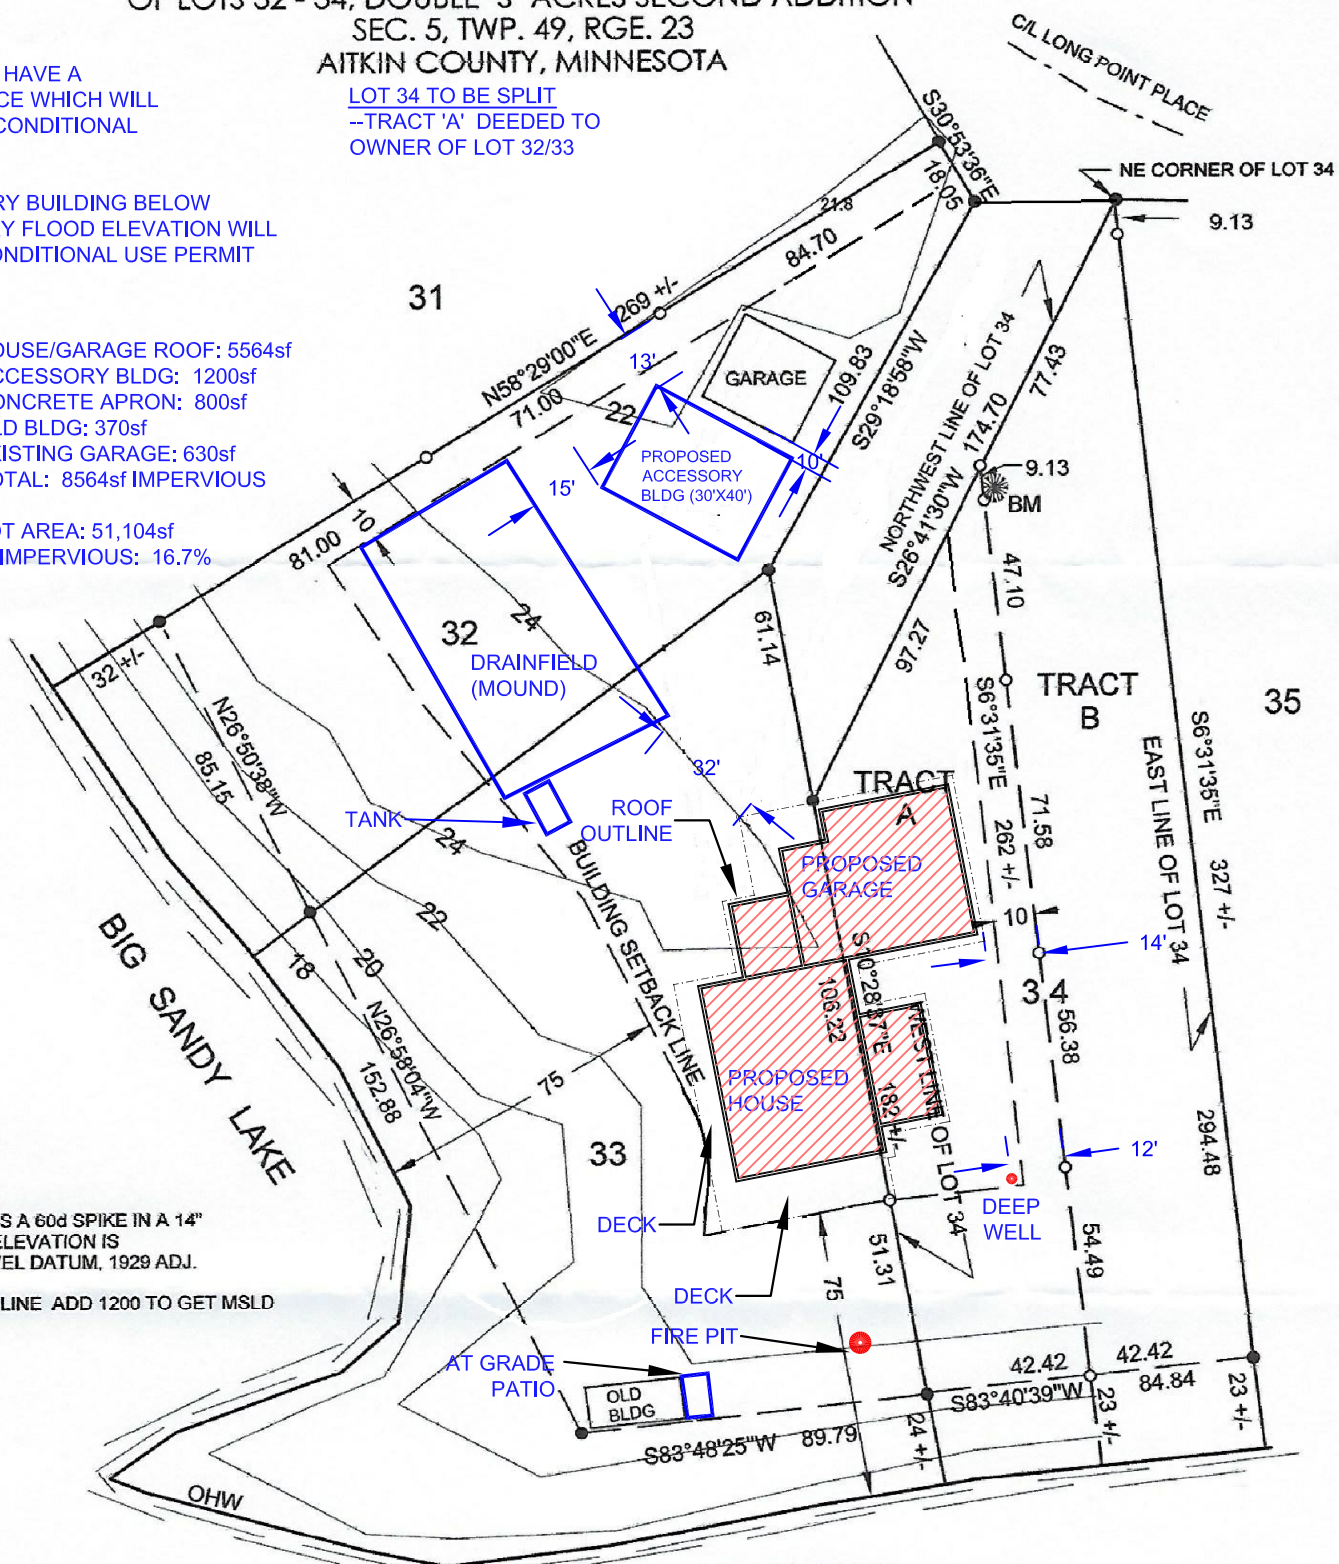 OF LOTS 32 - 34, DOUBLE "S" ACRES SECOND ADDITION
SEC. 5, TWP. 49, RGE. 23
AITKIN COUNTY, MINNESOTA
LOT 34 TO BE SPLIT
--TRACT 'A' DEEDED TO
OWNER OF LOT 32/33
HAVE A
CE WHICH WILL
CONDITIONAL
RY BUILDING BELOW
Y FLOOD ELEVATION WILL
ONDITIONAL USE PERMIT
OUSE/GARAGE ROOF: 5564sf
CCESSORY BLDG: 1200sf
ONCRETE APRON: 800sf
LD BLDG: 370sf
XISTING GARAGE: 630sf
OTAL: 8564sf IMPERVIOUS
OT AREA: 51,104sf
IMPERVIOUS: 16.7%
C/L LONG POINT PLACE
S30°53'36"E
18.05
NE CORNER OF LOT 34
9.13
31
21.8
84.70
269 +/-
N58°29'00"E
13'
71.00
22
GARAGE
109.83
S29°18'58"W
NORTHWEST LINE OF LOT 34
S26°41'30"W 174.70
77.43
PROPOSED
ACCESSORY
BLDG (30'X40')
10'
15'
9.13
BM
10
81.00
47.10
24
32
61.14
97.27
DRAINFIELD
(MOUND)
32 +/-
TRACT
B
35
N26°50'38"W
85.15
S6°31'35"E 262 +/-
71.58
S6°31'35"E 327 +/-
EAST LINE OF LOT 34
32'
TRACT
A
TANK
ROOF
OUTLINE
24
PROPOSED
GARAGE
BUILDING SETBACK LINE
22
10
14'
BIG SANDY LAKE
18
20
S10°28'37"E 182 +/-
106.22
34
56.38
WEST LINE OF LOT 34
N26°58'04"W
152.88
75
PROPOSED
HOUSE
33
12'
294.48
DECK
DEEP
WELL
S A 60d SPIKE IN A 14"
ELEVATION IS
EL DATUM, 1929 ADJ.
LINE ADD 1200 TO GET MSLD
51.31
54.49
75
DECK
FIRE PIT
AT GRADE
PATIO
OLD
BLDG
42.42
42.42
S83°40'39"W
84.84
23 +/-
23 +/-
24 +/-
S83°48'25"W 89.79
OHW